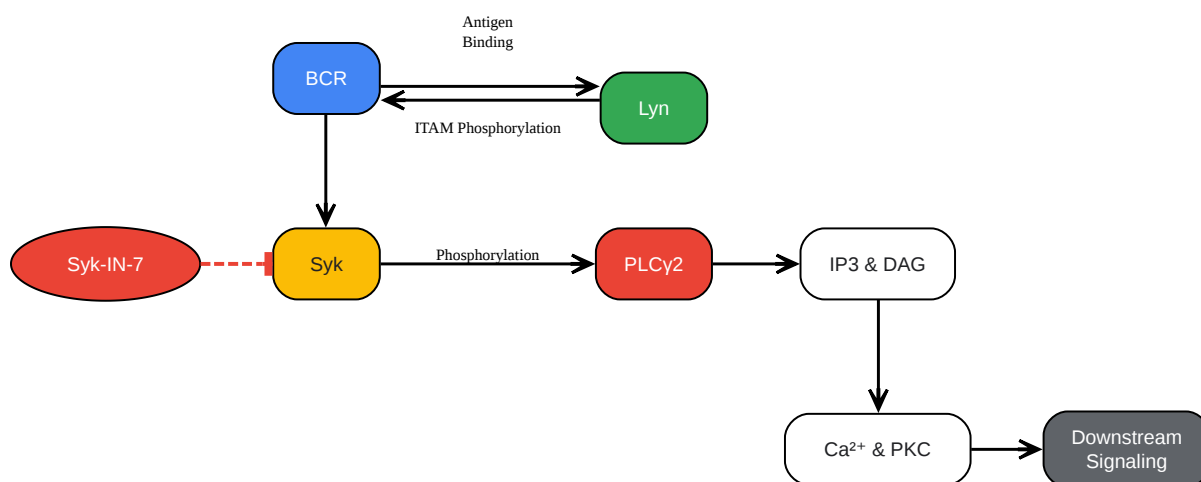 Antigen
Binding
BCR
Lyn
ITAM Phosphorylation
Syk-IN-7
Syk
Phosphorylation
PLCγ2
IP3 & DAG
Ca²⁺ & PKC
Downstream
Signaling